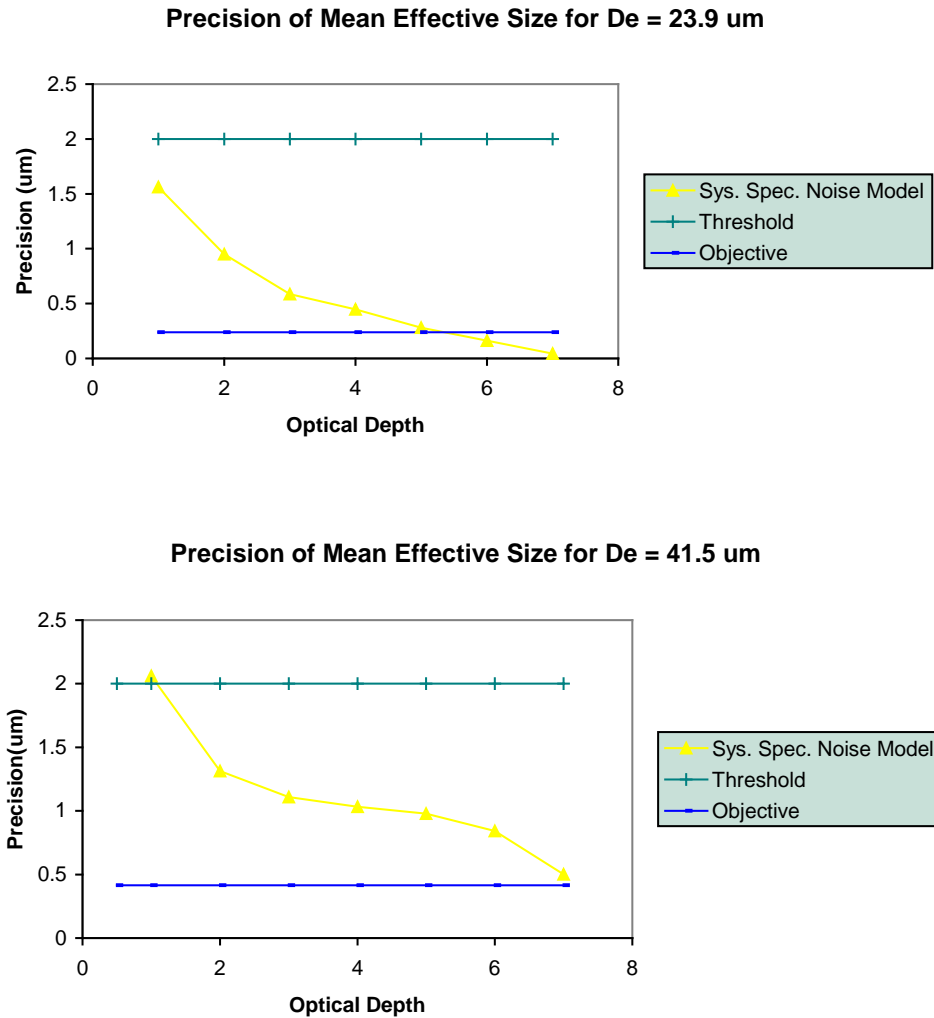 Precision of Mean Effective Size for De = 23.9 um
2.5
2
1.5
1
0.5
0
Precision (um)
0 2 4 6 8
Optical Depth
Sys. Spec. Noise Model
Threshold
Objective
Precision of Mean Effective Size for De = 41.5 um
2.5
2
1.5
1
0.5
0
Precision(um)
0 2 4 6 8
Optical Depth
Sys. Spec. Noise Model
Threshold
Objective